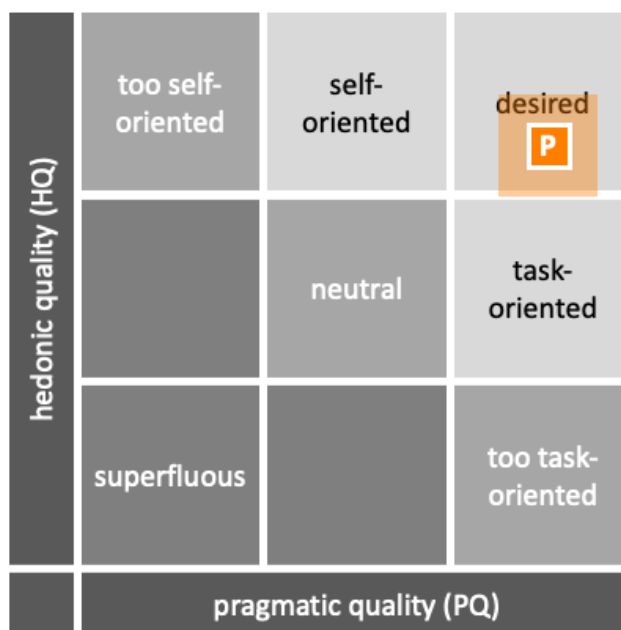 too self-
oriented
self-
oriented
desired
P
hedonic quality (HQ)
neutral
task-
oriented
superfluous
too task-
oriented
pragmatic quality (PQ)